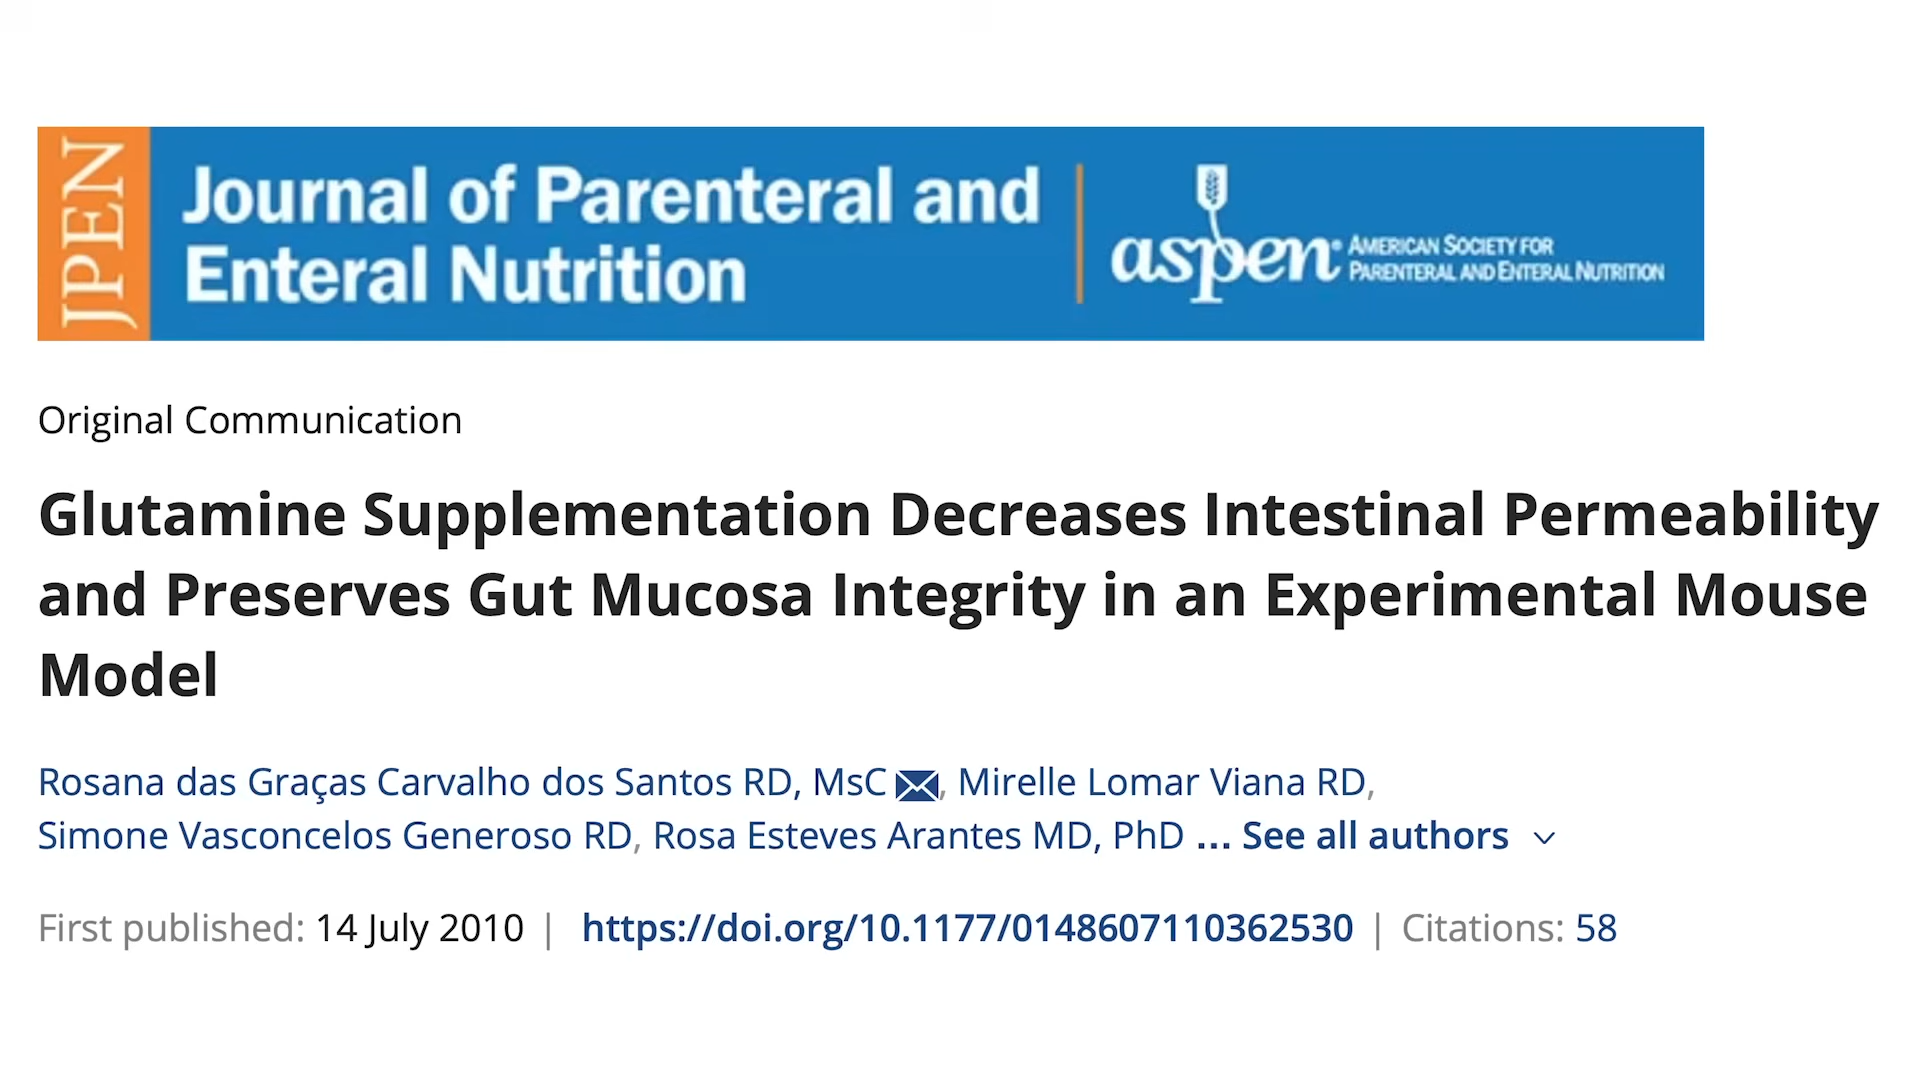 JPEN
Journal of Parenteral and
Enteral Nutrition
aspen® AMERICAN SOCIETY FOR
PARENTERAL AND ENTERAL NUTRITION
Original Communication
Glutamine Supplementation Decreases Intestinal Permeability
and Preserves Gut Mucosa Integrity in an Experimental Mouse
Model
Rosana das Graças Carvalho dos Santos RD, MsC, Mirelle Lomar Viana RD,
Simone Vasconcelos Generoso RD, Rosa Esteves Arantes MD, PhD ... See all authors
First published: 14 July 2010 | https://doi.org/10.1177/0148607110362530 | Citations: 58